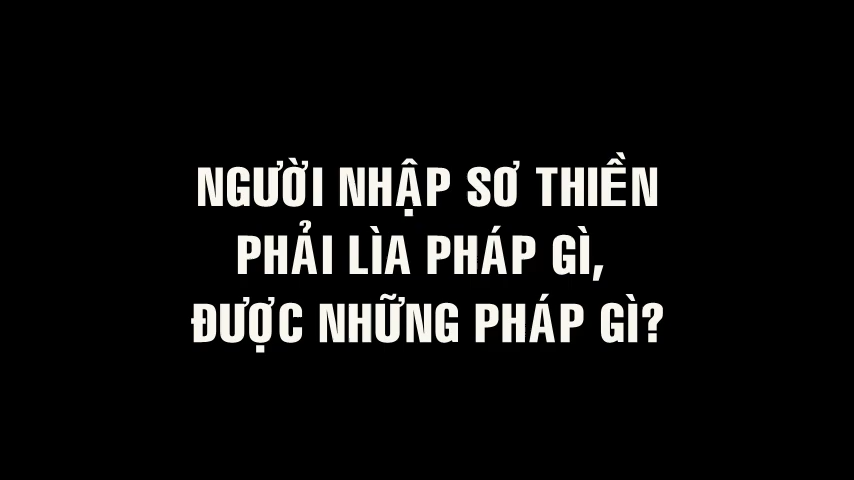 NGƯỜI NHẬP SƠ THIỀN
PHẢI LÌA PHÁP GÌ,
ĐƯỢC NHỮNG PHÁP GÌ?